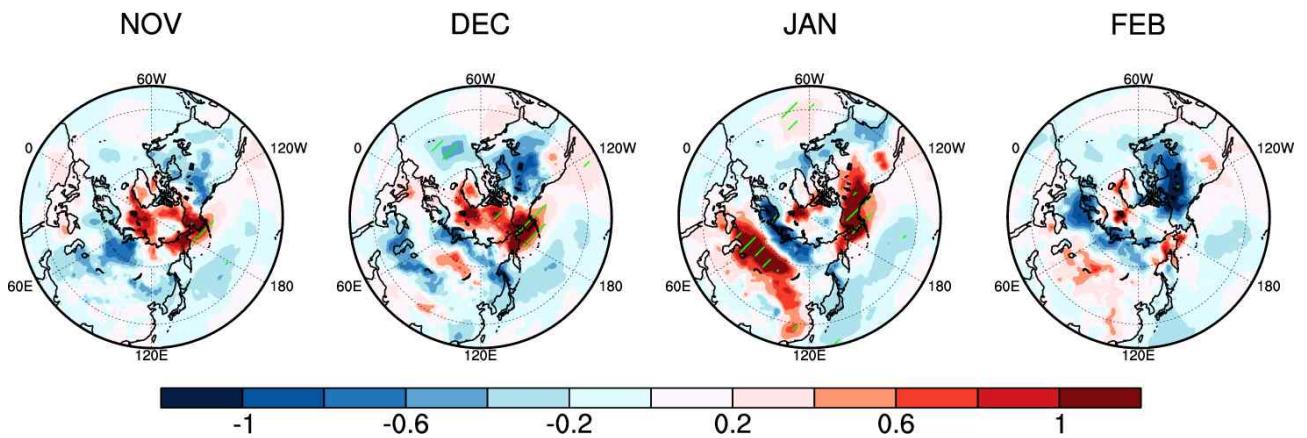 NOV DEC JAN FEB
60W 60W 60W 60W
0 120W 0 120W 0 120W 0 120W
60E 180 60E 180 60E 180 60E 180
120E 120E 120E 120E
-1 -0.6 -0.2 0.2 0.6 1